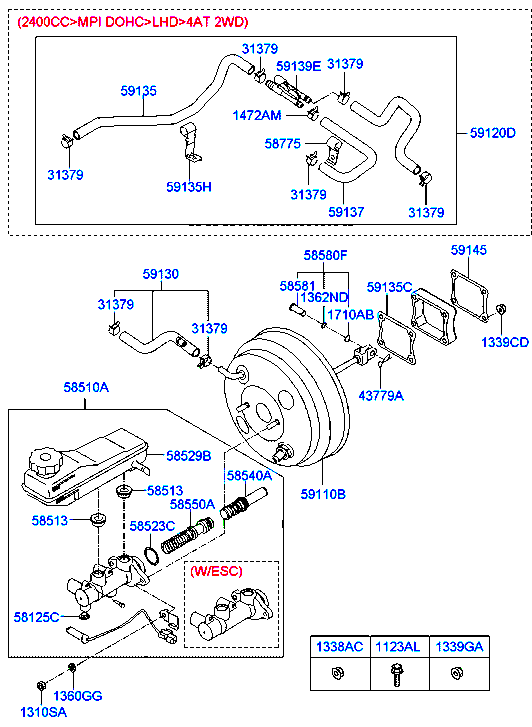 (2400CC>MPI DOHC>LHD>4AT 2WD)
31379
59139E
31379
59135
1472AM
58775
59120D
31379
59135H
31379
59137
31379
59130
58580F
59145
58581
59135C
31379
1362NG
1710AB
31379
1339CD
43779A
58510A
58529B
58540A
59110B
58513
58550A
58513
58523C
(W/ESC)
58125C
1338AC
1123AL
1339GA
1360GG
1310SA